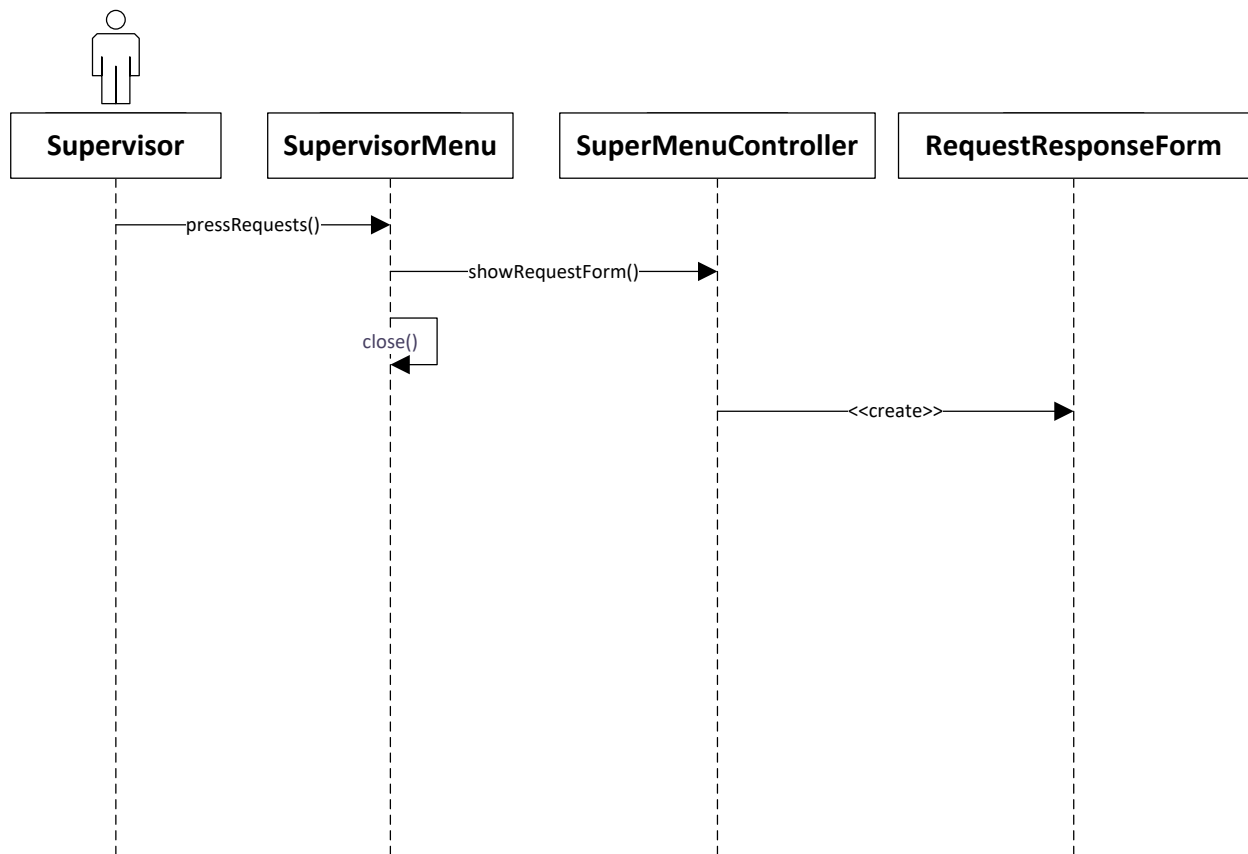 Supervisor
SupervisorMenu
SuperMenuController
RequestResponseForm
pressRequests()
showRequestForm()
close()
<<create>>